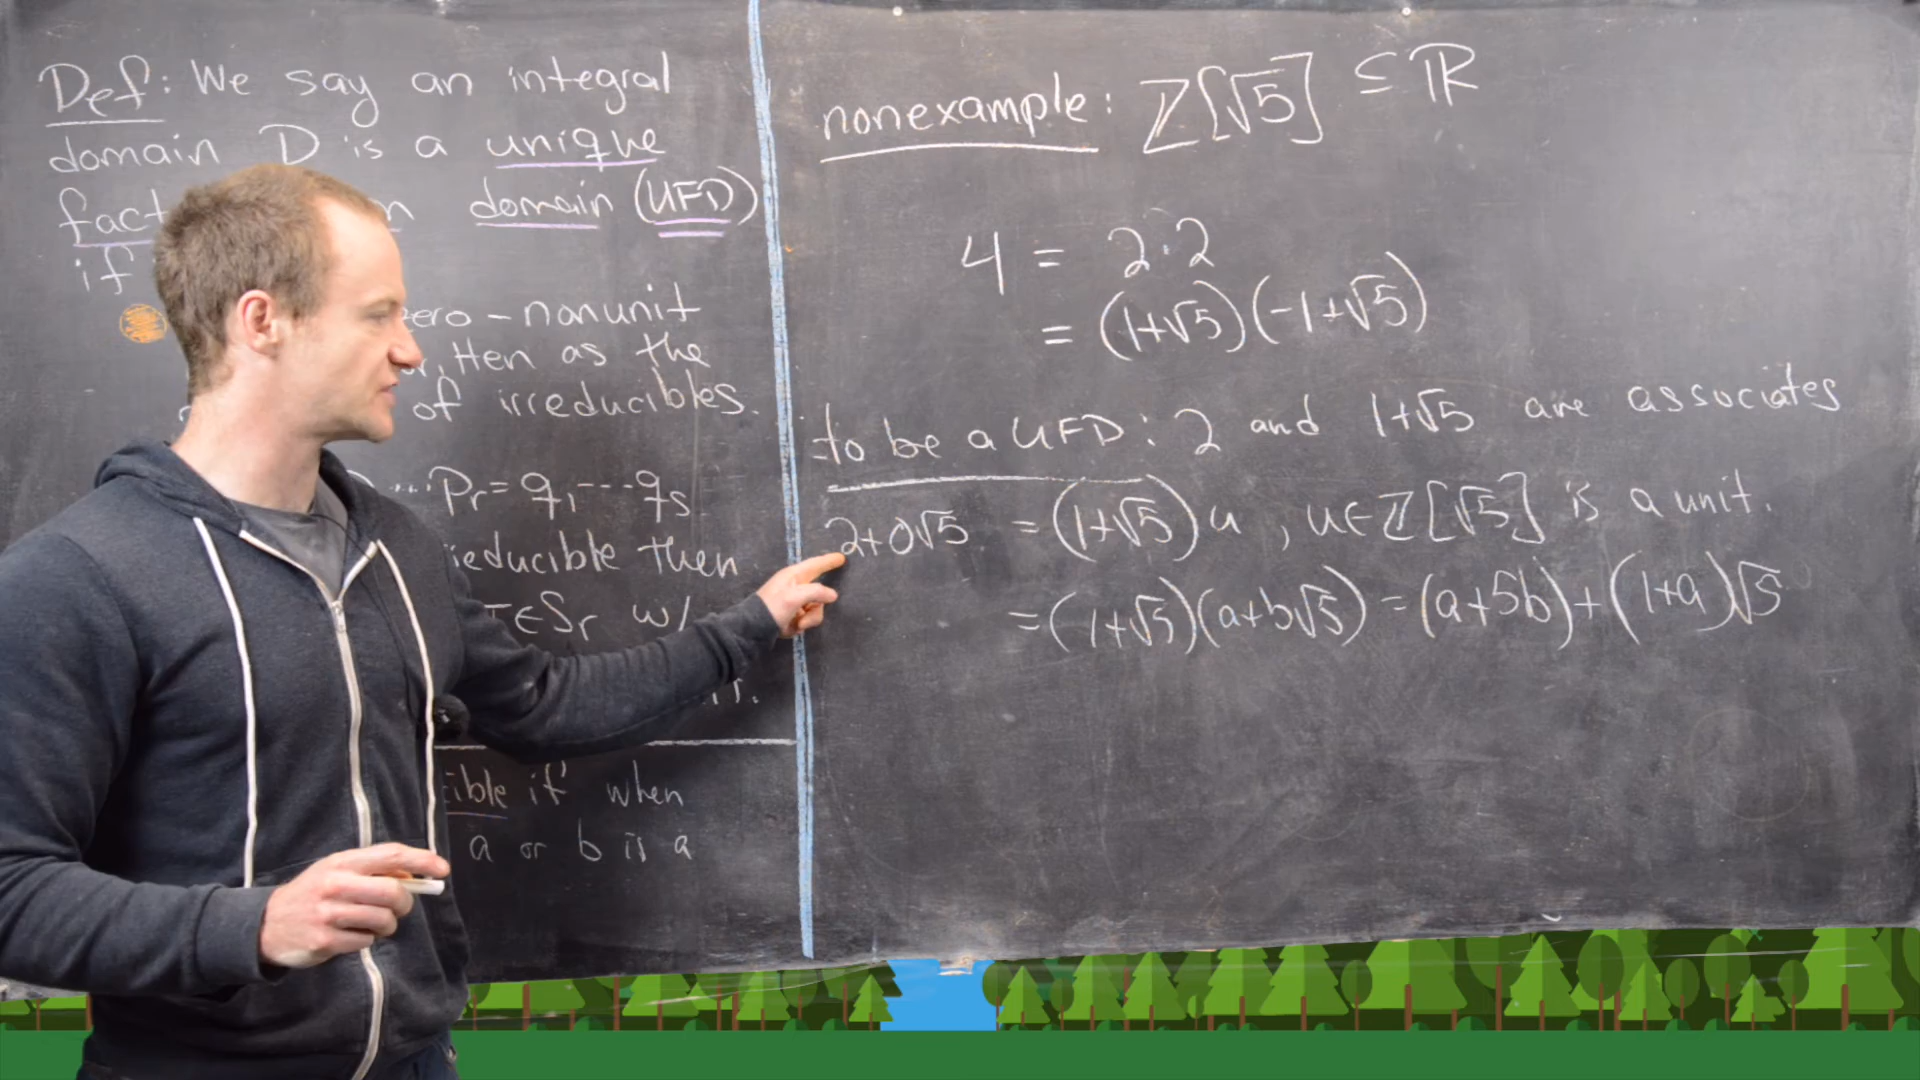 Def: We say an integral
domain D is a unique
fact n domain (UFD)
if
zero - nonunit
as the
of irreducibles.
... Pr = q1 ... qs
then
∈ Sr w/
if when
a or b is a
nonexample: ℤ[√5] ⊆ ℝ
4 = 2·2
= (1+√5)(-1+√5)
to be a UFD: 2 and 1+√5 are associates
2+0√5 = (1+√5)u, u∈ℤ[√5] is a unit.
= (1+√5)(a+b√5) = (a+5b)+(1+a)√5